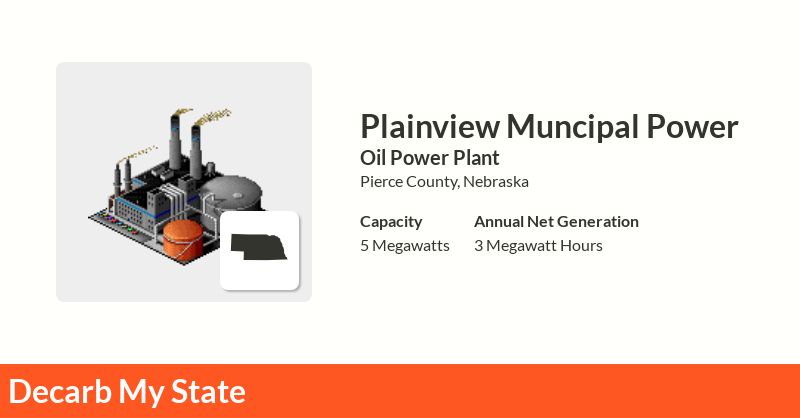 Plainview Muncipal Power
Oil Power Plant
Pierce County, Nebraska
Capacity Annual Net Generation
5 Megawatts 3 Megawatt Hours
Decarb My State